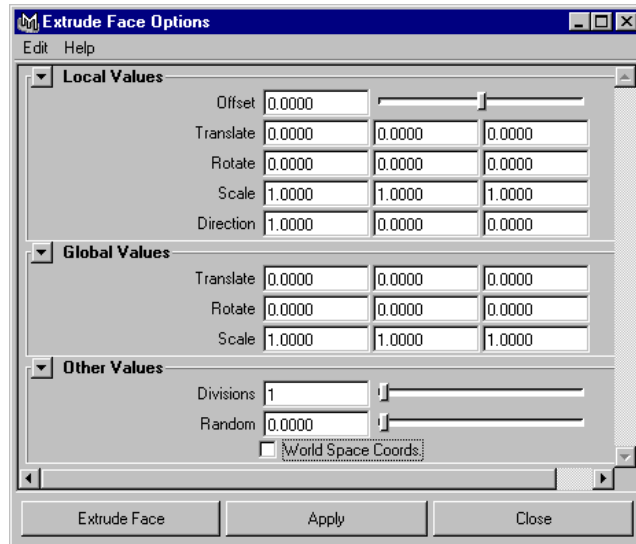 Extrude Face Options
Edit Help
Local Values
Offset 0.0000
Translate 0.0000 0.0000 0.0000
Rotate 0.0000 0.0000 0.0000
Scale 1.0000 1.0000 1.0000
Direction 1.0000 0.0000 0.0000
Global Values
Translate 0.0000 0.0000 0.0000
Rotate 0.0000 0.0000 0.0000
Scale 1.0000 1.0000 1.0000
Other Values
Divisions 1
Random 0.0000
World Space Coords.
Extrude Face Apply Close